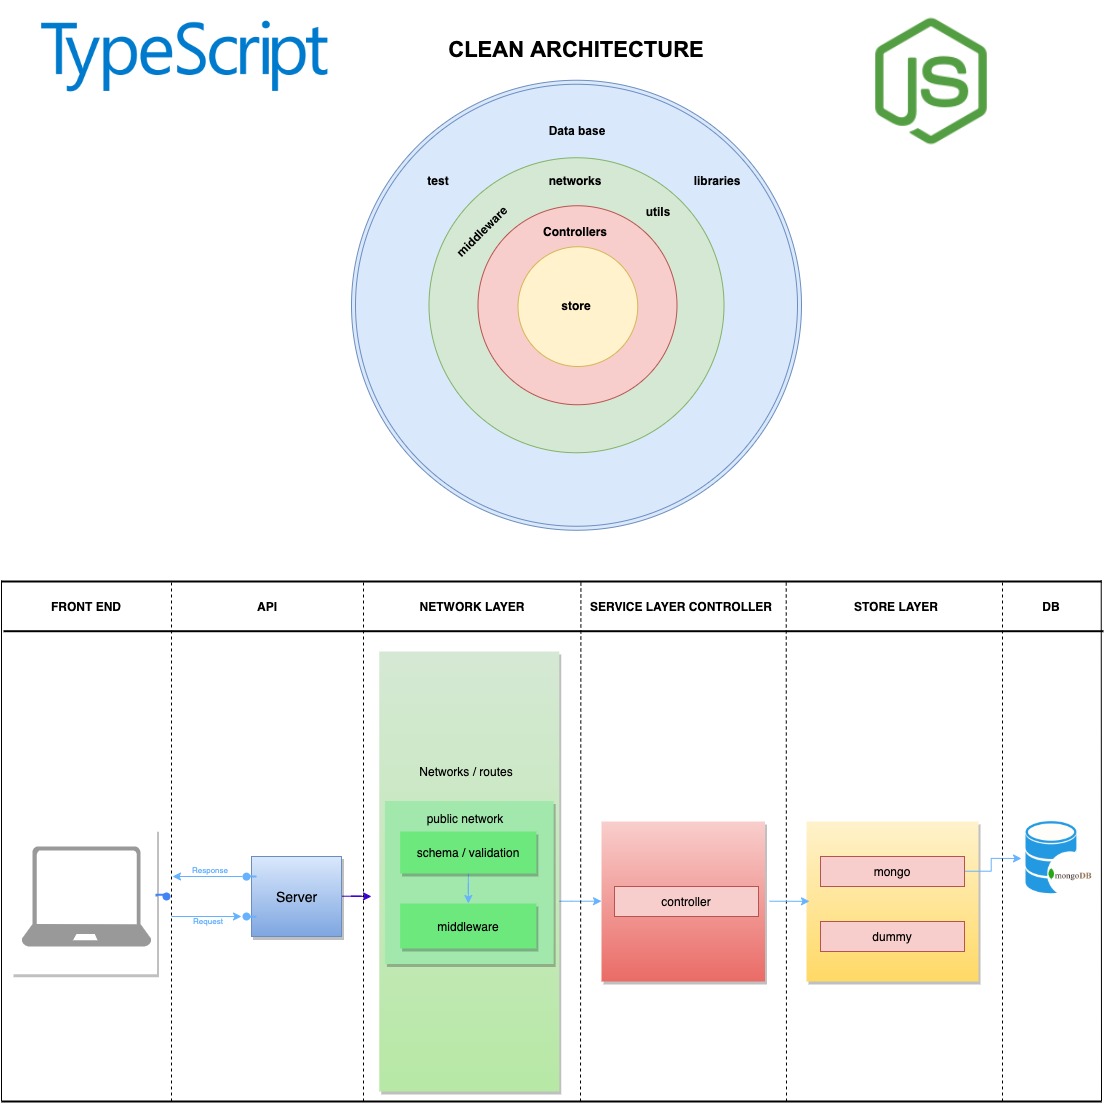 TypeScript
CLEAN ARCHITECTURE
JS
Data base
test
networks
libraries
middleware
utils
Controllers
store
FRONT END
API
NETWORK LAYER
SERVICE LAYER CONTROLLER
STORE LAYER
DB
Networks / routes
public network
schema / validation
middleware
Response
Request
Server
controller
mongo
dummy
mongoDB